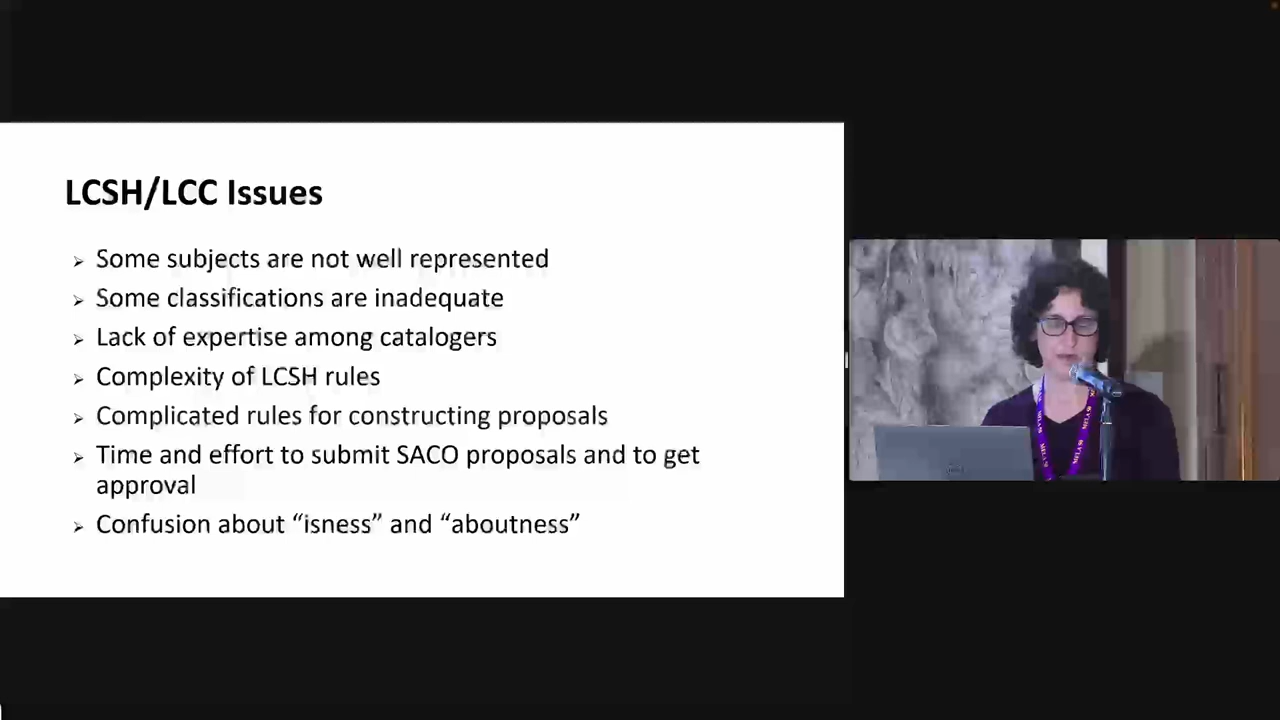 LCSH/LCC Issues
➢ Some subjects are not well represented
➢ Some classifications are inadequate
➢ Lack of expertise among catalogers
➢ Complexity of LCSH rules
➢ Complicated rules for constructing proposals
➢ Time and effort to submit SACO proposals and to get
approval
➢ Confusion about “isness” and “aboutness”